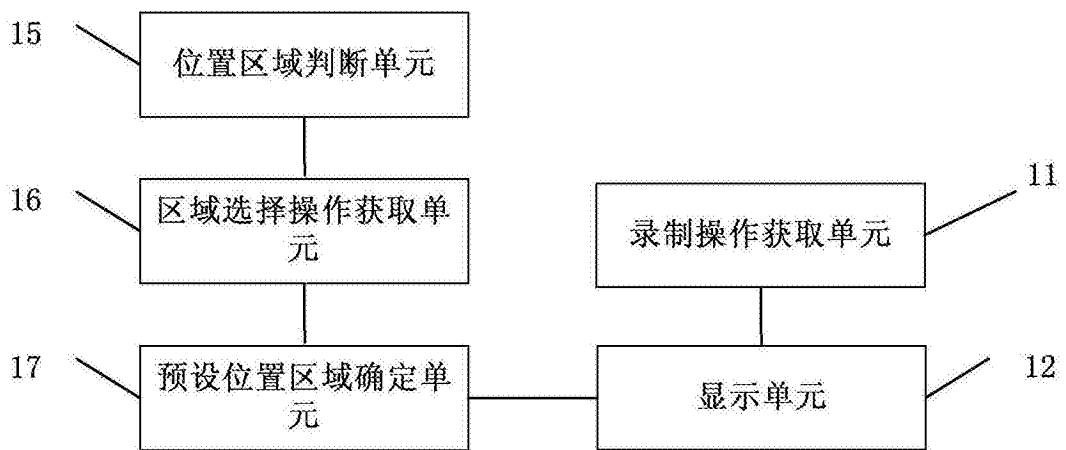 15
位置区域判断单元
16
区域选择操作获取单
元
11
录制操作获取单元
17
预设位置区域确定单
元
12
显示单元